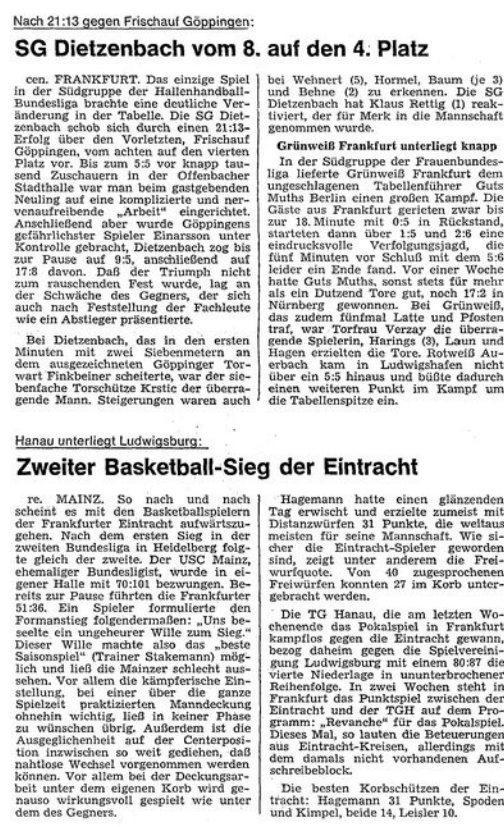 Nach 21:13 gegen Frischauf Göppingen:
SG Dietzenbach vom 8. auf den 4. Platz
cen. FRANKFURT. Das einzige Spiel
in der Südgruppe der Hallenhandball-
Bundesliga brachte eine deutliche Ver-
änderung in der Tabelle. Die SG Diet-
zenbach schob sich durch einen 21:13-
Erfolg über den Vorletzten, Frischauf
Göppingen, vom achten auf den vierten
Platz vor. Bis zum 5:5 vor knapp tau-
send Zuschauern in der Offenbacher
Stadthalle war man beim gastgebenden
Neuling auf eine komplizierte und ner-
venaufreibende „Arbeit" eingerichtet.
Anschließend aber wurde Göppingens
gefährlichster Spieler Einarsson unter
Kontrolle gebracht, Dietzenbach zog bis
zur Pause auf 9:5, anschließend auf
17:8 davon. Daß der Triumph nicht
zum rauschenden Fest wurde, lag an
der Schwäche des Gegners, der sich
auch nach Feststellung der Fachleute
wie ein Absteiger präsentierte.
Bei Dietzenbach, das in den ersten
Minuten mit zwei Siebenmetern an
dem ausgezeichneten Göppinger Tor-
wart Finkbeiner scheiterte, war der sie-
benfache Torschütze Krstic der überra-
gende Mann. Steigerungen waren auch
bei Wehnert (5), Hormel, Baum (je 3)
und Behne (2) zu erkennen. Die SG
Dietzenbach hat Klaus Rettig (1) reak-
tiviert, der für Merk in die Mannschaft
genommen wurde.
Grünweiß Frankfurt unterliegt knapp
In der Südgruppe der Frauenbundes-
liga lieferte Grünweiß Frankfurt dem
ungeschlagenen Tabellenführer Guts
Muths Berlin einen großen Kampf. Die
Gäste aus Frankfurt gerieten zwar bis
zur 18. Minute mit 0:5 in Rückstand,
starteten dann über 1:5 und 2:6 eine
eindrucksvolle Verfolgungsjagd, die
fünf Minuten vor Schluß mit dem 5:6
leider ein Ende fand. Vor einer Woche
hatte Guts Muths, sonst stets für mehr
als ein Dutzend Tore gut, noch 17:2 in
Nürnberg gewonnen. Bei Grünweiß,
das zudem fünfmal Latte und Pfosten
traf, war Torfrau Verzay die überra-
gende Spielerin, Harings (3), Laun und
Hagen erzielten die Tore. Rotweiß Au-
erbach kam in Ludwigshafen nicht
über ein 5:5 hinaus und büßte dadurch
einen weiteren Punkt im Kampf um
die Tabellenspitze ein.
Hanau unterliegt Ludwigsburg:
Zweiter Basketball-Sieg der Eintracht
re. MAINZ. So nach und nach
scheint es mit den Basketballspielern
der Frankfurter Eintracht aufwärtszu-
gehen. Nach dem ersten Sieg in der
zweiten Bundesliga in Heidelberg folg-
te gleich der zweite. Der USC Mainz,
ehemaliger Bundesligist, wurde in ei-
gener Halle mit 70:101 bezwungen. Be-
reits zur Pause führten die Frankfurter
51:36. Ein Spieler formulierte den
Formanstieg folgendermaßen: „Uns be-
seelte ein ungeheurer Wille zum Sieg."
Dieser Wille machte also das „beste
Saisonspiel" (Trainer Stakemann) mög-
lich und ließ die Mainzer schlecht aus-
sehen. Vor allem die kämpferische Ein-
stellung, bei einer über die ganze
Spielzeit praktizierten Manndeckung
ohnehin wichtig, ließ in keiner Phase
zu wünschen übrig. Außerdem ist die
Ausgeglichenheit auf der Centerposi-
tion inzwischen so weit gediehen, daß
nahtlose Wechsel vorgenommen werden
können. Vor allem bei der Deckungsar-
beit unter dem eigenen Korb wird ge-
nauso wirkungsvoll gespielt wie unter
dem des Gegners.
Hagemann hatte einen glänzenden
Tag erwischt und erzielte zumeist mit
Distanzwürfen 31 Punkte, die weitaus
meisten für seine Mannschaft. Wie si-
cher die Eintracht-Spieler geworden
sind, zeigt unter anderem die Frei-
wurfquote. Von 40 zugesprochenen
Freiwürfen konnten 27 im Korb unter-
gebracht werden.
Die TG Hanau, die am letzten Wo-
chenende das Pokalspiel in Frankfurt
kampflos gegen die Eintracht gewann,
bezog daheim gegen die Spielvereini-
gung Ludwigsburg mit einem 80:87 die
vierte Niederlage in ununterbrochener
Reihenfolge. In zwei Wochen steht in
Frankfurt das Punktspiel zwischen der
Eintracht und der TGH auf dem Pro-
gramm: „Revanche" für das Pokalspiel.
Dieses Mal, so lauten die Beteuerungen
aus Eintracht-Kreisen, allerdings mit
dem damals nicht vorhandenen Auf-
schreibeblock.
Die besten Korbschützen der Ein-
tracht: Hagemann 31 Punkte, Spoden
und Kimpel, beide 14, Leisler 10.